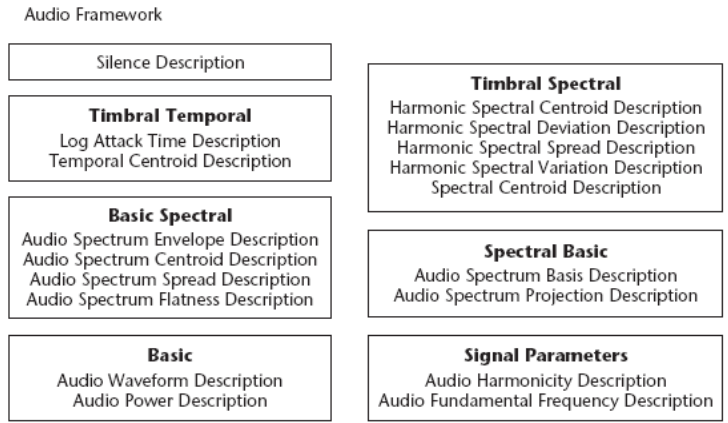 Audio Framework
Silence Description
Timbral Temporal
Log Attack Time Description
Temporal Centroid Description
Basic Spectral
Audio Spectrum Envelope Description
Audio Spectrum Centroid Description
Audio Spectrum Spread Description
Audio Spectrum Flatness Description
Basic
Audio Waveform Description
Audio Power Description
Timbral Spectral
Harmonic Spectral Centroid Description
Harmonic Spectral Deviation Description
Harmonic Spectral Spread Description
Harmonic Spectral Variation Description
Spectral Centroid Description
Spectral Basic
Audio Spectrum Basis Description
Audio Spectrum Projection Description
Signal Parameters
Audio Harmonicity Description
Audio Fundamental Frequency Description